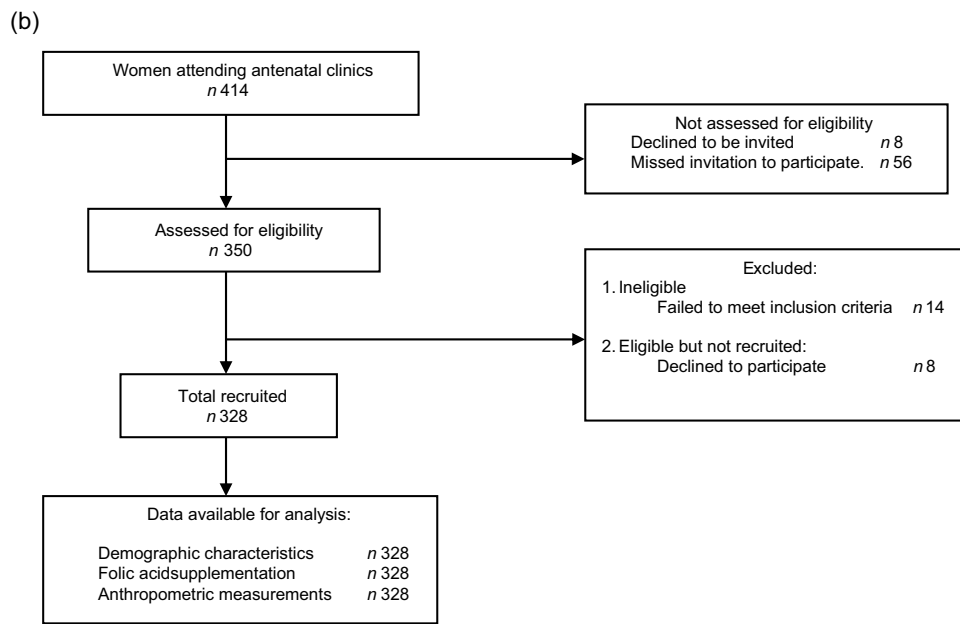 (b)
Women attending antenatal clinics
n 414
Not assessed for eligibility
Declined to be invited n 8
Missed invitation to participate. n 56
Assessed for eligibility
n 350
Excluded:
1. Ineligible
Failed to meet inclusion criteria n 14
2. Eligible but not recruited:
Declined to participate n 8
Total recruited
n 328
Data available for analysis:
Demographic characteristics n 328
Folic acidsupplementation n 328
Anthropometric measurements n 328